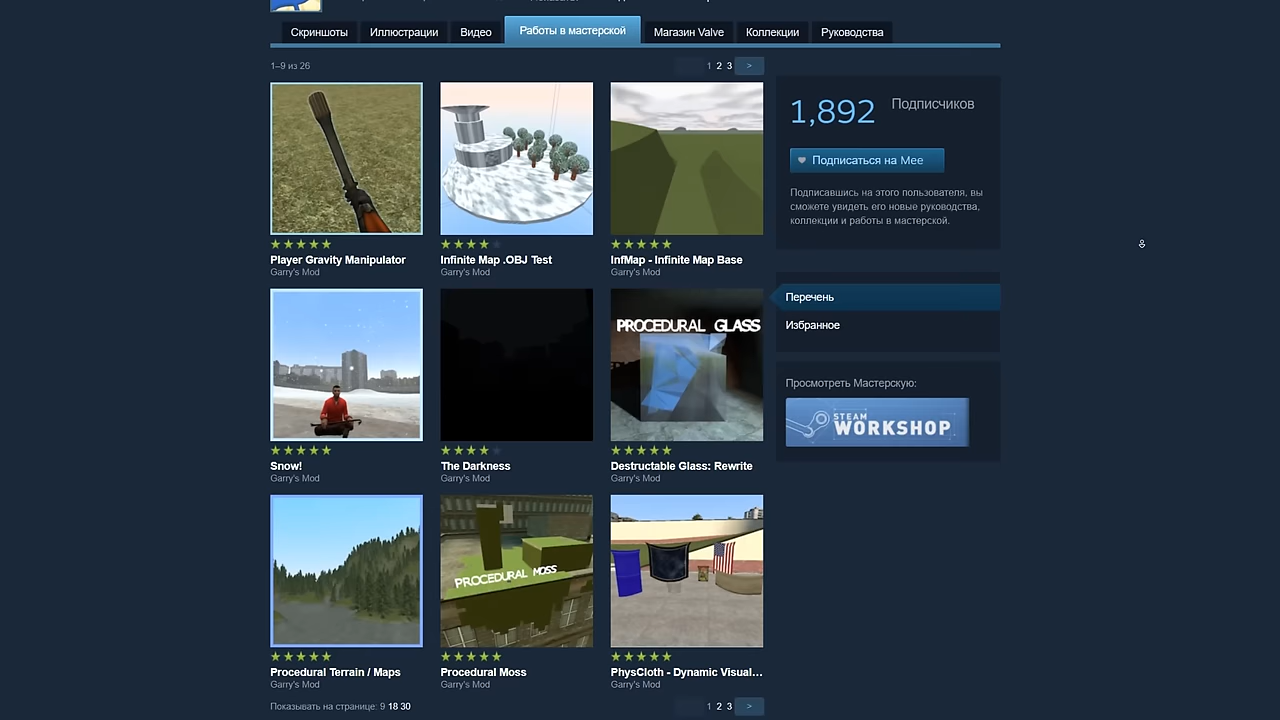 Скриншоты Иллюстрации Видео Работы в мастерской Магазин Valve Коллекции Руководства
1–9 из 26
1 2 3 >
1,892 Подписчиков
Подписаться на Mee
Подписавшись на этого пользователя, вы
сможете увидеть его новые руководства,
коллекции и работы в мастерской.
Player Gravity Manipulator
Garry's Mod
Infinite Map .OBJ Test
Garry's Mod
InfMap - Infinite Map Base
Garry's Mod
Перечень
Избранное
PROCEDURAL GLASS
Просмотреть Мастерскую:
STEAM
WORKSHOP
Snow!
Garry's Mod
The Darkness
Garry's Mod
Destructable Glass: Rewrite
Garry's Mod
PROCEDURAL MOSS
Procedural Terrain / Maps
Garry's Mod
Procedural Moss
Garry's Mod
PhysCloth - Dynamic Visual...
Garry's Mod
Показывать на странице: 9 18 30
1 2 3 >